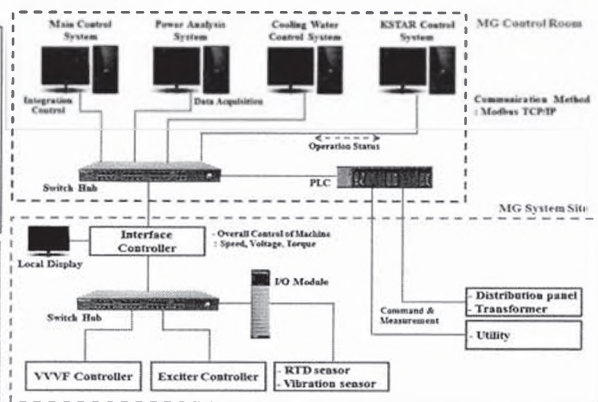 Main Control
System
Power Analysis
System
Cooling Water
Control System
KSTAR Control
System
MG Control Room
Integration
Control
Data Acquisition
Communication Method
: Modbus TCP/IP
Operation Status
Switch Hub
PLC
MG System Site
Interface
Controller
- Overall Control of Machine
: Speed, Voltage, Torque
Local Display
I/O Module
Switch Hub
Command &
Measurement
- Distribution panel
- Transformer
- Utility
VVVF Controller
Exciter Controller
- RTD sensor
- Vibration sensor